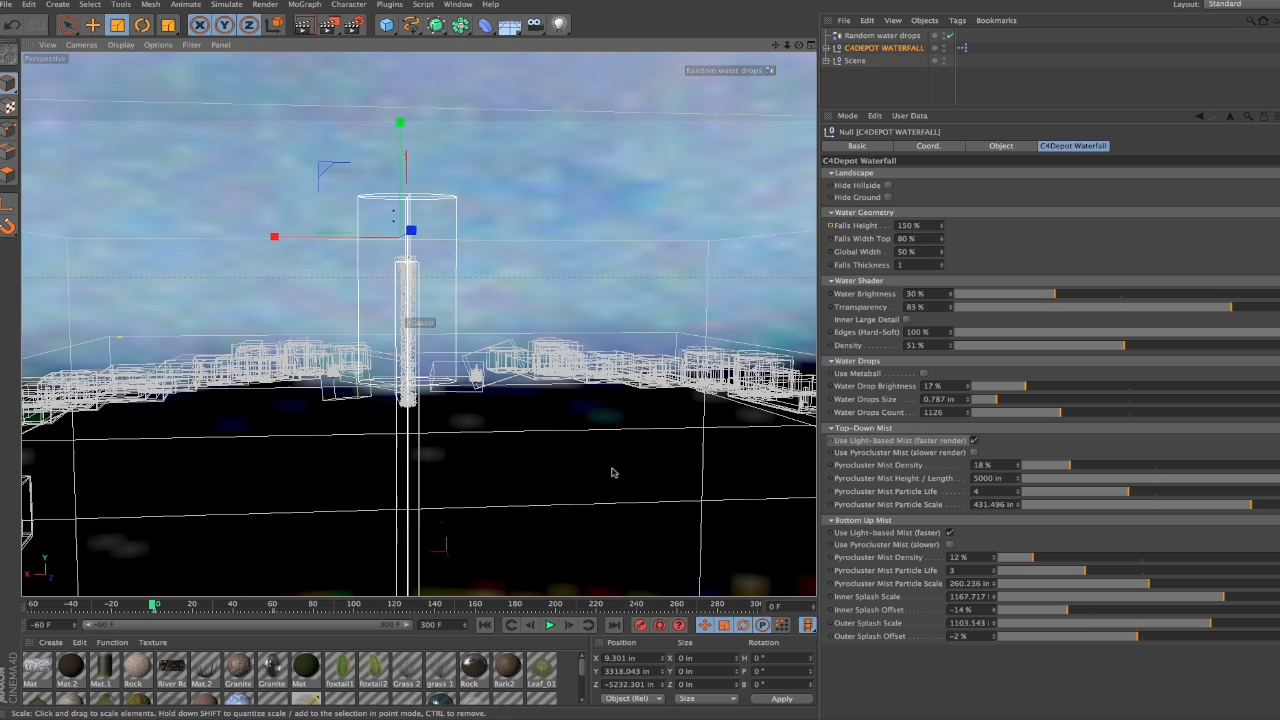 File Edit Create Select Tools Mesh Animate Simulate Render MoGraph Character Plugins Script Window Help Layout: Standard
X Y Z
View Cameras Display Options Filter Panel
Perspective
Random water drops
Group
Y
X
Z
File Edit View Objects Tags Bookmarks
Random water drops
C4DEPOT WATERFALL
Scene
Mode Edit User Data
Null [C4DEPOT WATERFALL]
Basic Coord. Object C4Depot Waterfall
C4Depot Waterfall
Landscape
Hide Hillside
Hide Ground
Water Geometry
Falls Height . . . 150 %
Falls Width Top 80 %
Global Width 50 %
Falls Thickness 1
Water Shader
Water Brightness 30 %
Trransparency 83 %
Inner Large Detail
Edges (Hard-Soft) 100 %
Density . . . . . . . . 51 %
Water Drops
Use Metaball
Water Drop Brightness 17 %
Water Drops Size 0.787 in
Water Drops Count 1126
Top-Down Mist
Use Light-Based Mist (faster render)
Use Pyrocluster Mist (slower render)
Pyrocluster Mist Density 18 %
Pyrocluster Mist Height / Length 5000 in
Pyrocluster Mist Particle Life 4
Pyrocluster Mist Particle Scale 431.496 in
Bottom Up Mist
Use Light-based Mist (faster)
Use Pyrocluster Mist (slower)
Pyrocluster Mist Density 12 %
Pyrocluster Mist Particle Life 3
Pyrocluster Mist Particle Scale 260.236 in
Inner Splash Scale 1167.717 i
Inner Splash Offset -14 %
Outer Splash Scale 1103.543 i
Outer Splash Offset -2 %
60 -40 -20 0 20 40 60 80 100 120 140 160 180 200 220 240 260 280 300 0 F
-60 F -60 F 300 F 300 F
Create Edit Function Texture
Mat Mat.2 Mat.1 Rock River Rc Mat.2 Granite Granite Mat foxtail1 foxtail2 Grass 2 grass 1 Rock Bark2 Leaf_01
Position Size Rotation
X 9.301 in X 0 in H 0 °
Y 3318.043 in Y 0 in P 0 °
Z -5232.301 in Z 0 in B 0 °
Object (Rel) Size Apply
MAXON CINEMA4D
Scale: Click and drag to scale elements. Hold down SHIFT to quantize scale / add to the selection in point mode, CTRL to remove.